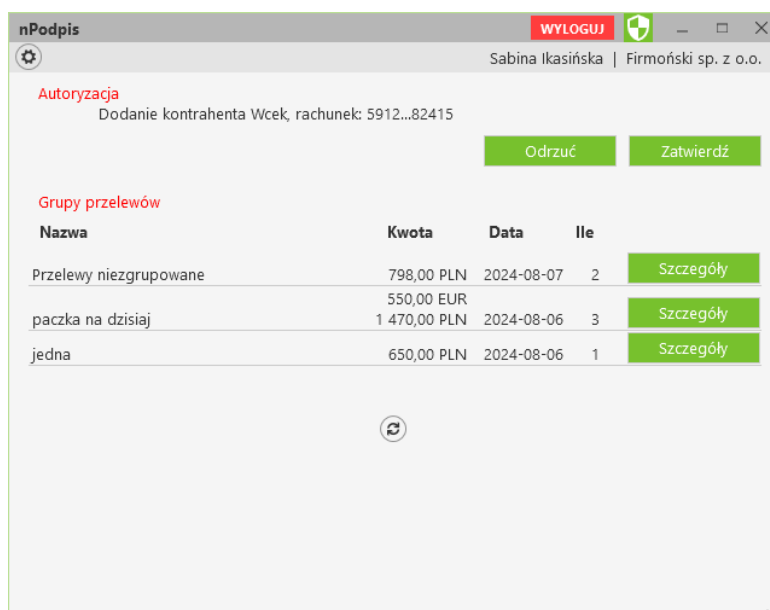 nPodpis WYLOGUJ
Sabina Ikasińska | Firmoński sp. z o.o.
Autoryzacja
Dodanie kontrahenta Wcek, rachunek: 5912...82415
Odrzuć Zatwierdź
Grupy przelewów
Nazwa Kwota Data Ile
Przelewy niezgrupowane 798,00 PLN 2024-08-07 2 Szczegóły
550,00 EUR
paczka na dzisiaj 1 470,00 PLN 2024-08-06 3 Szczegóły
jedna 650,00 PLN 2024-08-06 1 Szczegóły